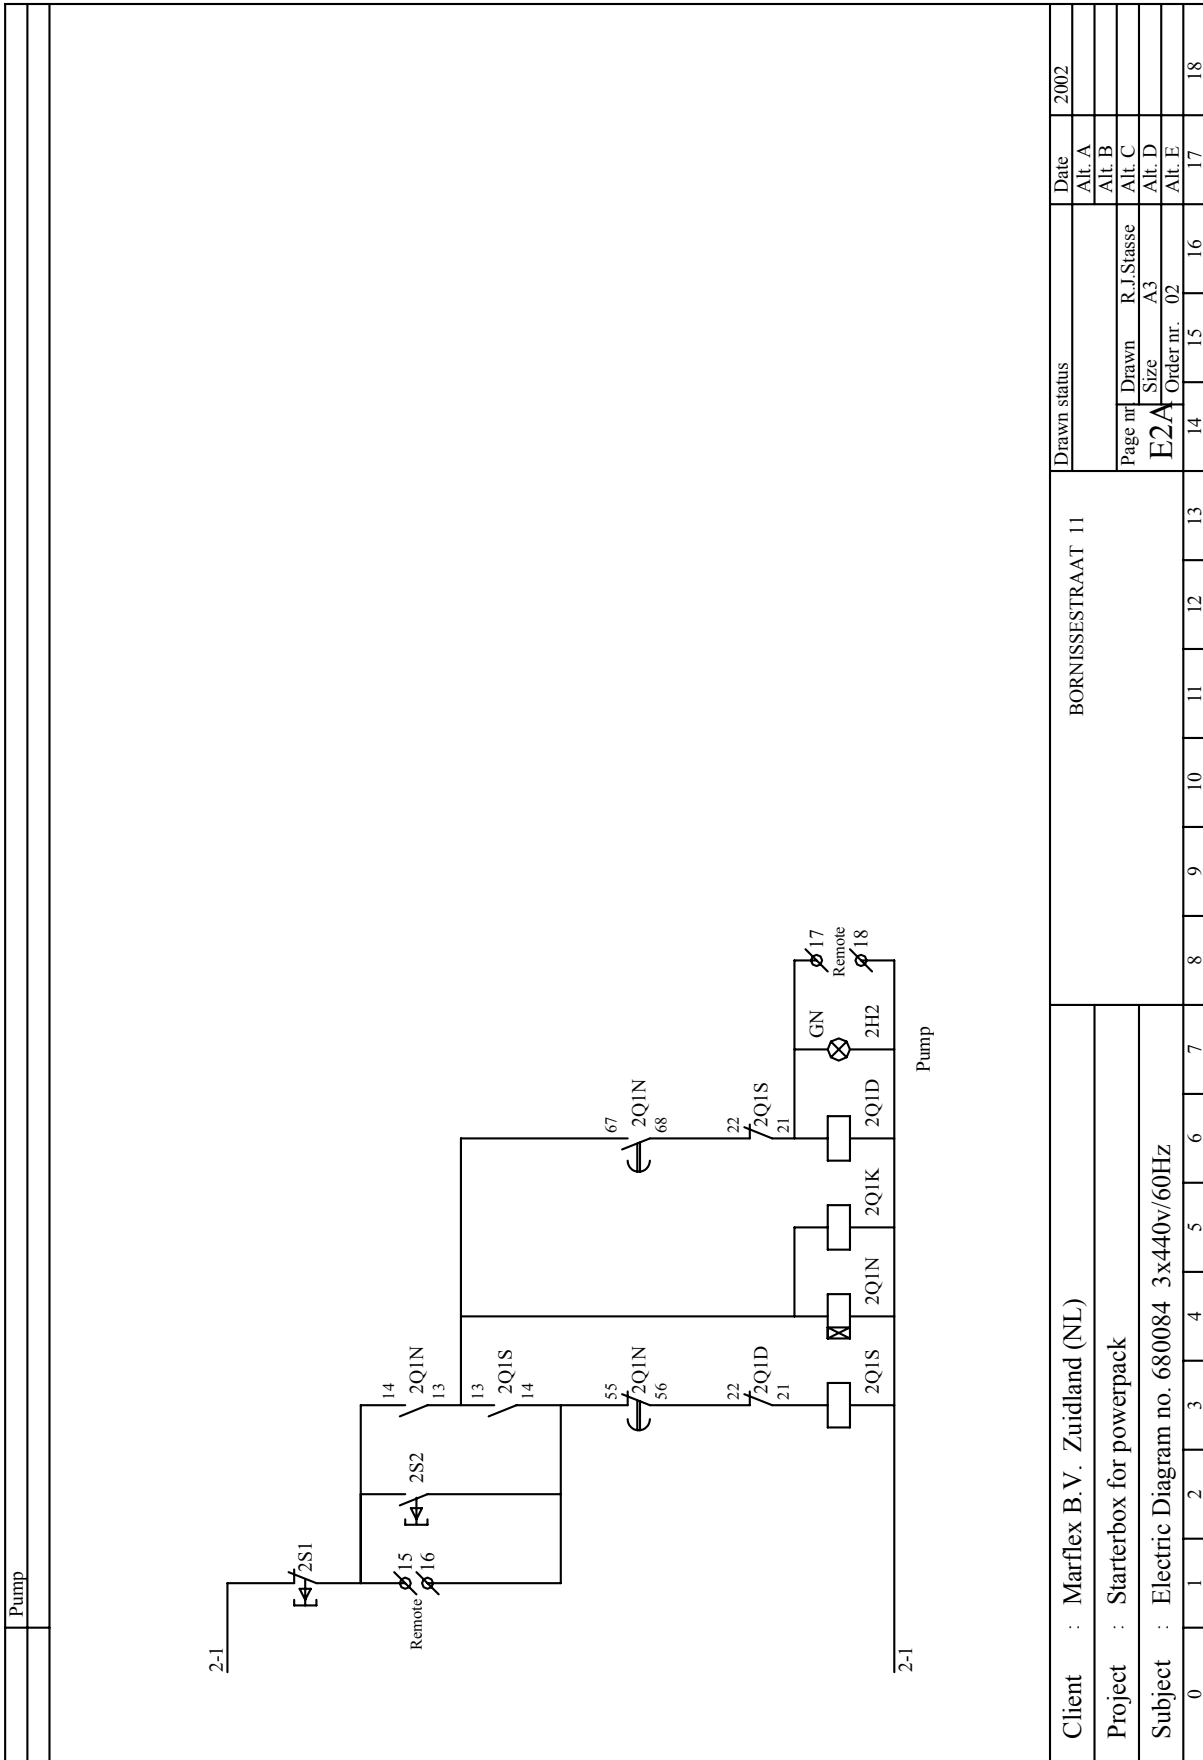 Pump
2-1
2S1
Remote
15
16
2S2
14
2Q1N
13
13
2Q1S
14
55
2Q1N
56
22
2Q1D
21
2Q1S
2Q1N
2Q1K
67
2Q1N
68
22
2Q1S
21
2Q1D
GN
2H2
17
Remote
18
2-1
Pump
Client : Marflex B.V. Zuidland (NL)
Project : Starterbox for powerpack
Subject : Electric Diagram no. 680084 3x440v/60Hz
BORNISSESTRAAT 11
Drawn status
Page nr.
E2A
Drawn R.J.Stasse
Size A3
Order nr. 02
Date 2002
Alt. A
Alt. B
Alt. C
Alt. D
Alt. E
0 1 2 3 4 5 6 7 8 9 10 11 12 13 14 15 16 17 18